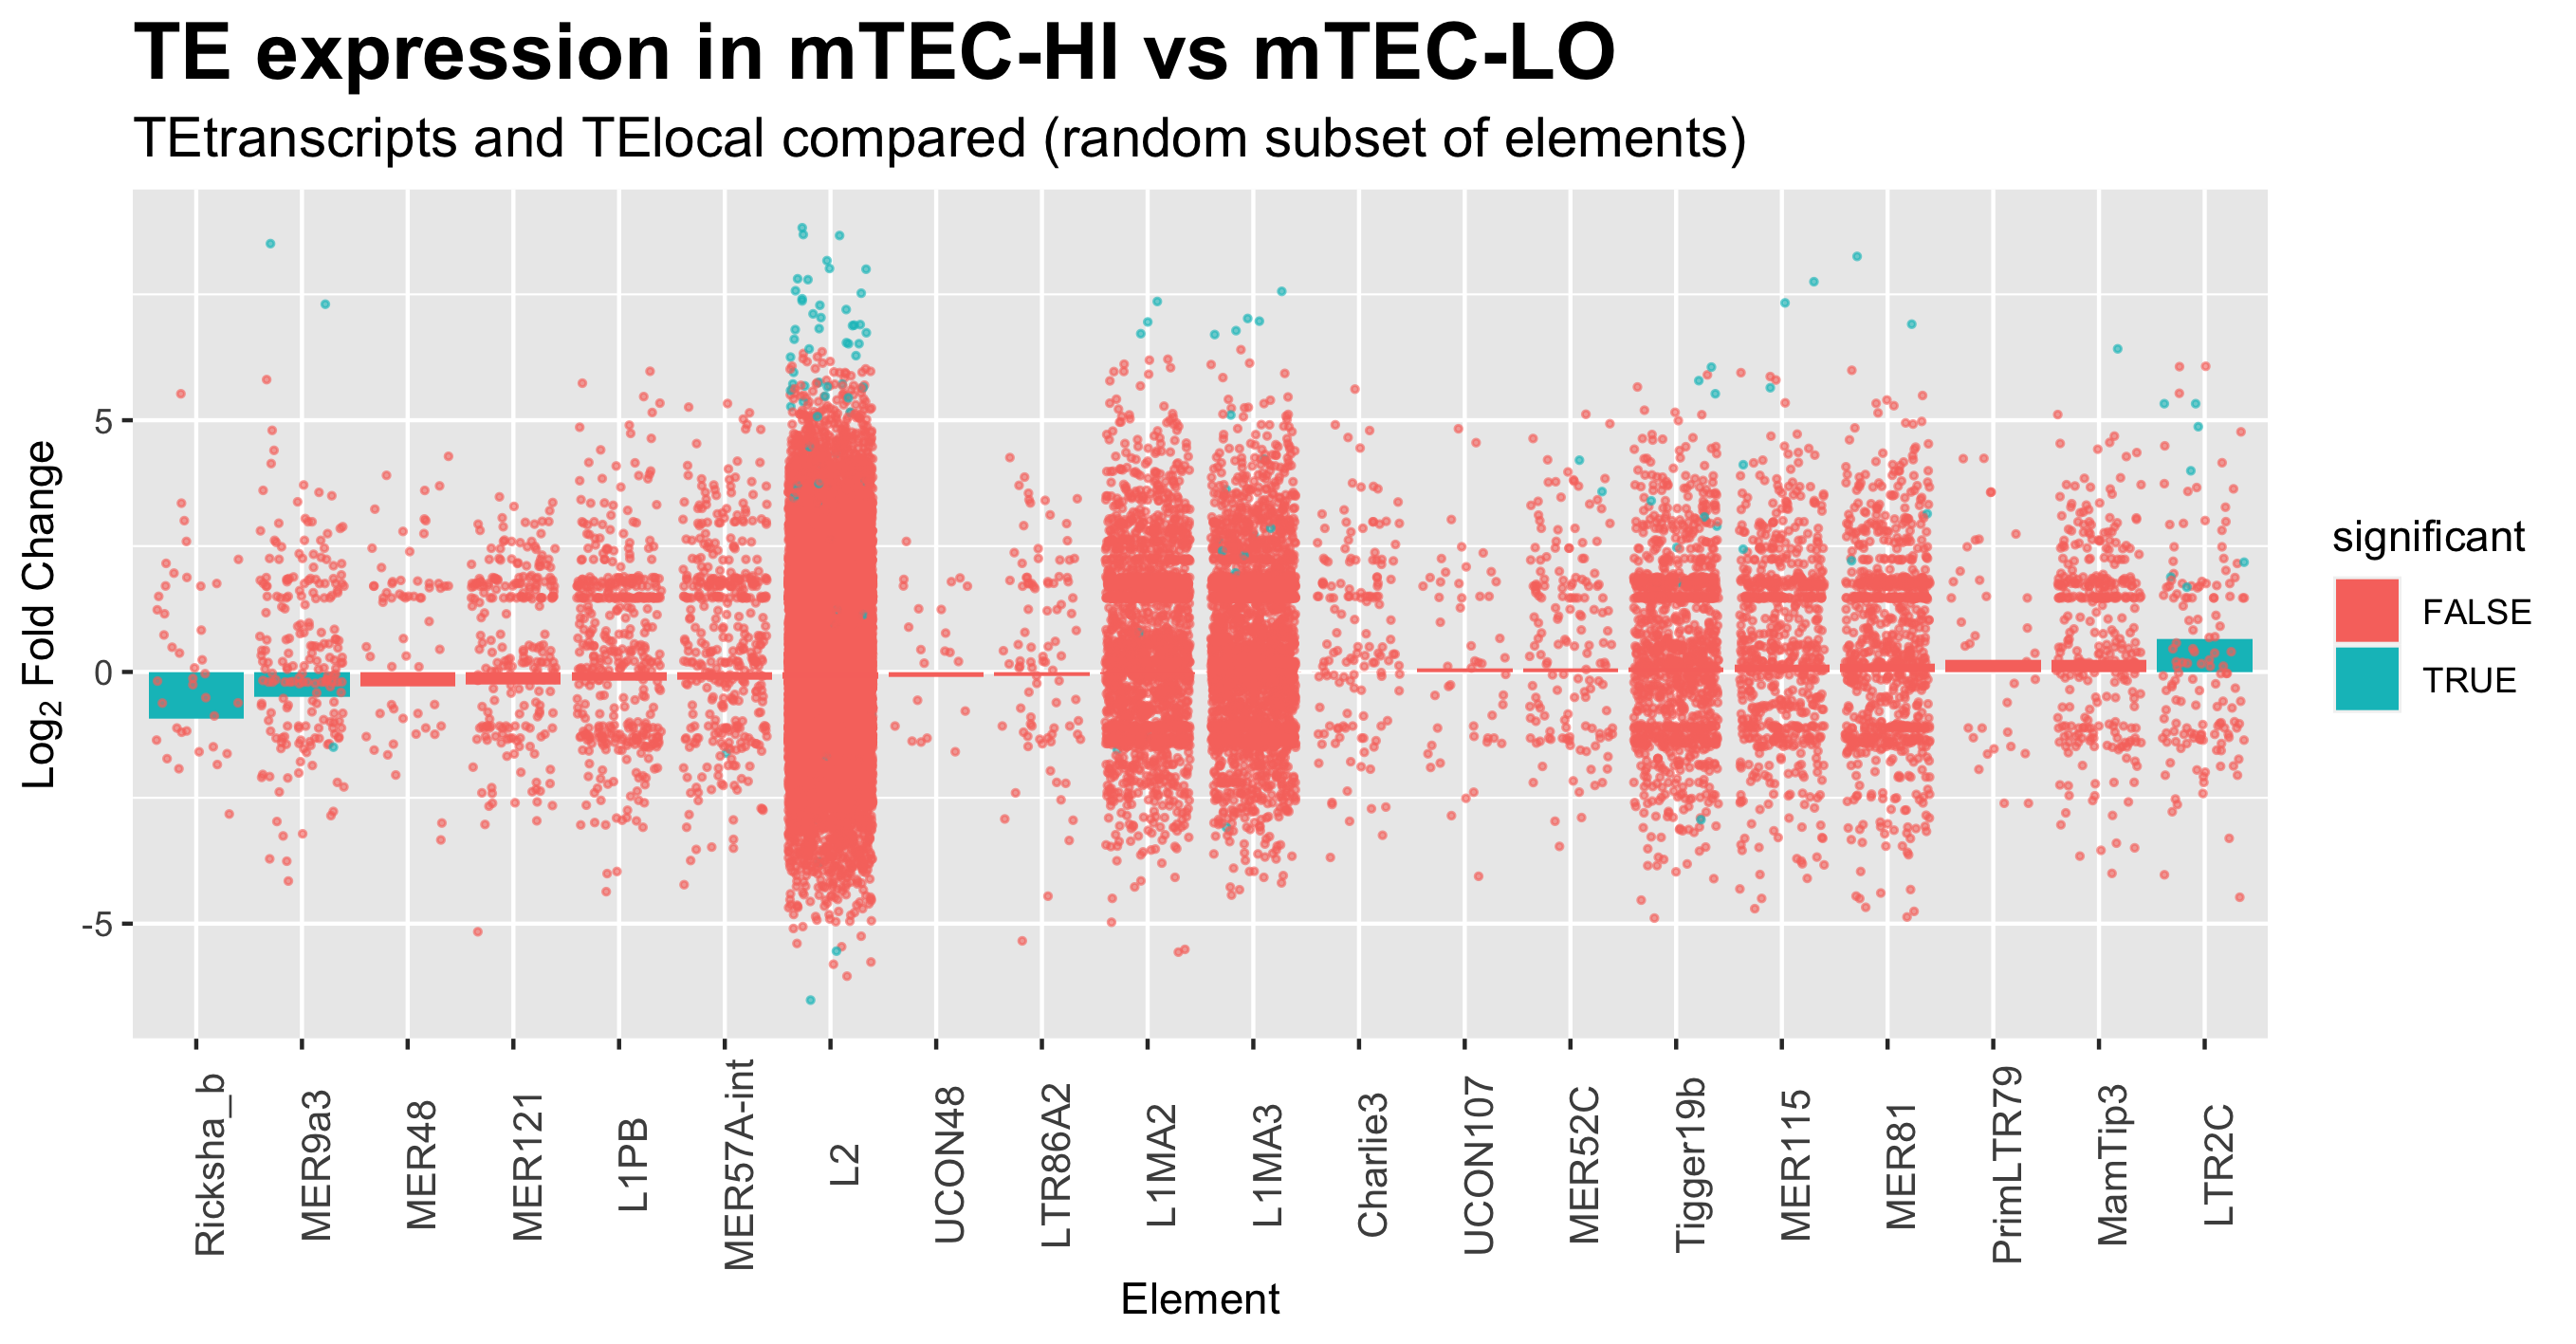 TE expression in mTEC-HI vs mTEC-LO
TEtranscripts and TElocal compared (random subset of elements)
Log₂ Fold Change
5
0
-5
Ricksha_b
MER9a3
MER48
MER121
L1PB
MER57A-int
L2
UCON48
LTR86A2
L1MA2
L1MA3
Charlie3
UCON107
MER52C
Tigger19b
MER115
MER81
PrimLTR79
MamTip3
LTR2C
Element
significant
FALSE
TRUE